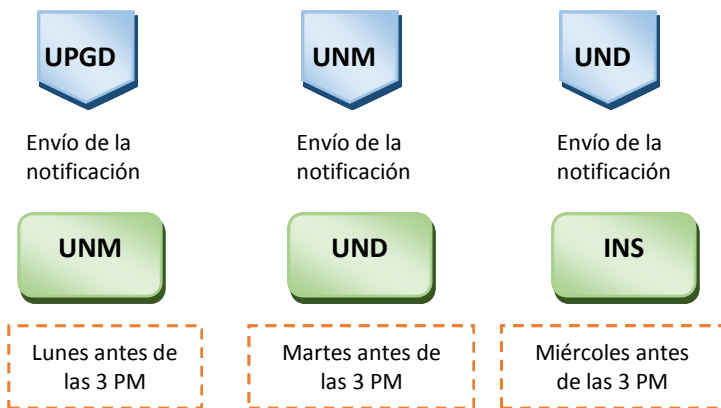 UPGD
Envío de la
notificación
UNM
Lunes antes de
las 3 PM
UNM
Envío de la
notificación
UND
Martes antes de
las 3 PM
UND
Envío de la
notificación
INS
Miércoles antes
de las 3 PM